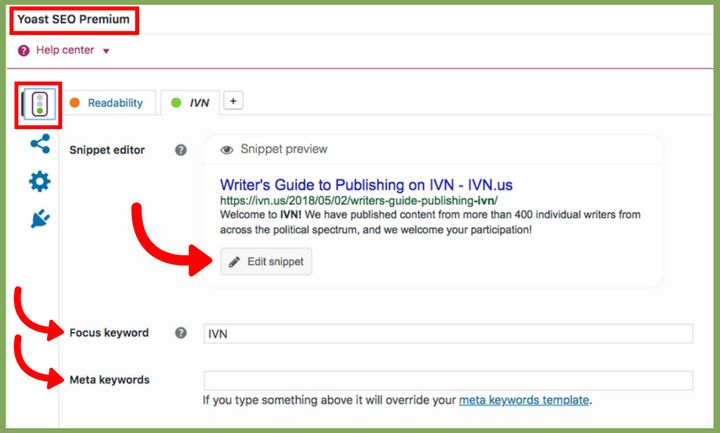 Yoast SEO Premium
Help center
Readability
IVN
+
Snippet editor
Snippet preview
Writer's Guide to Publishing on IVN - IVN.us
https://ivn.us/2018/05/02/writers-guide-publishing-ivn/
Welcome to IVN! We have published content from more than 400 individual writers from
across the political spectrum, and we welcome your participation!
Edit snippet
Focus keyword
IVN
Meta keywords
If you type something above it will override your meta keywords template.